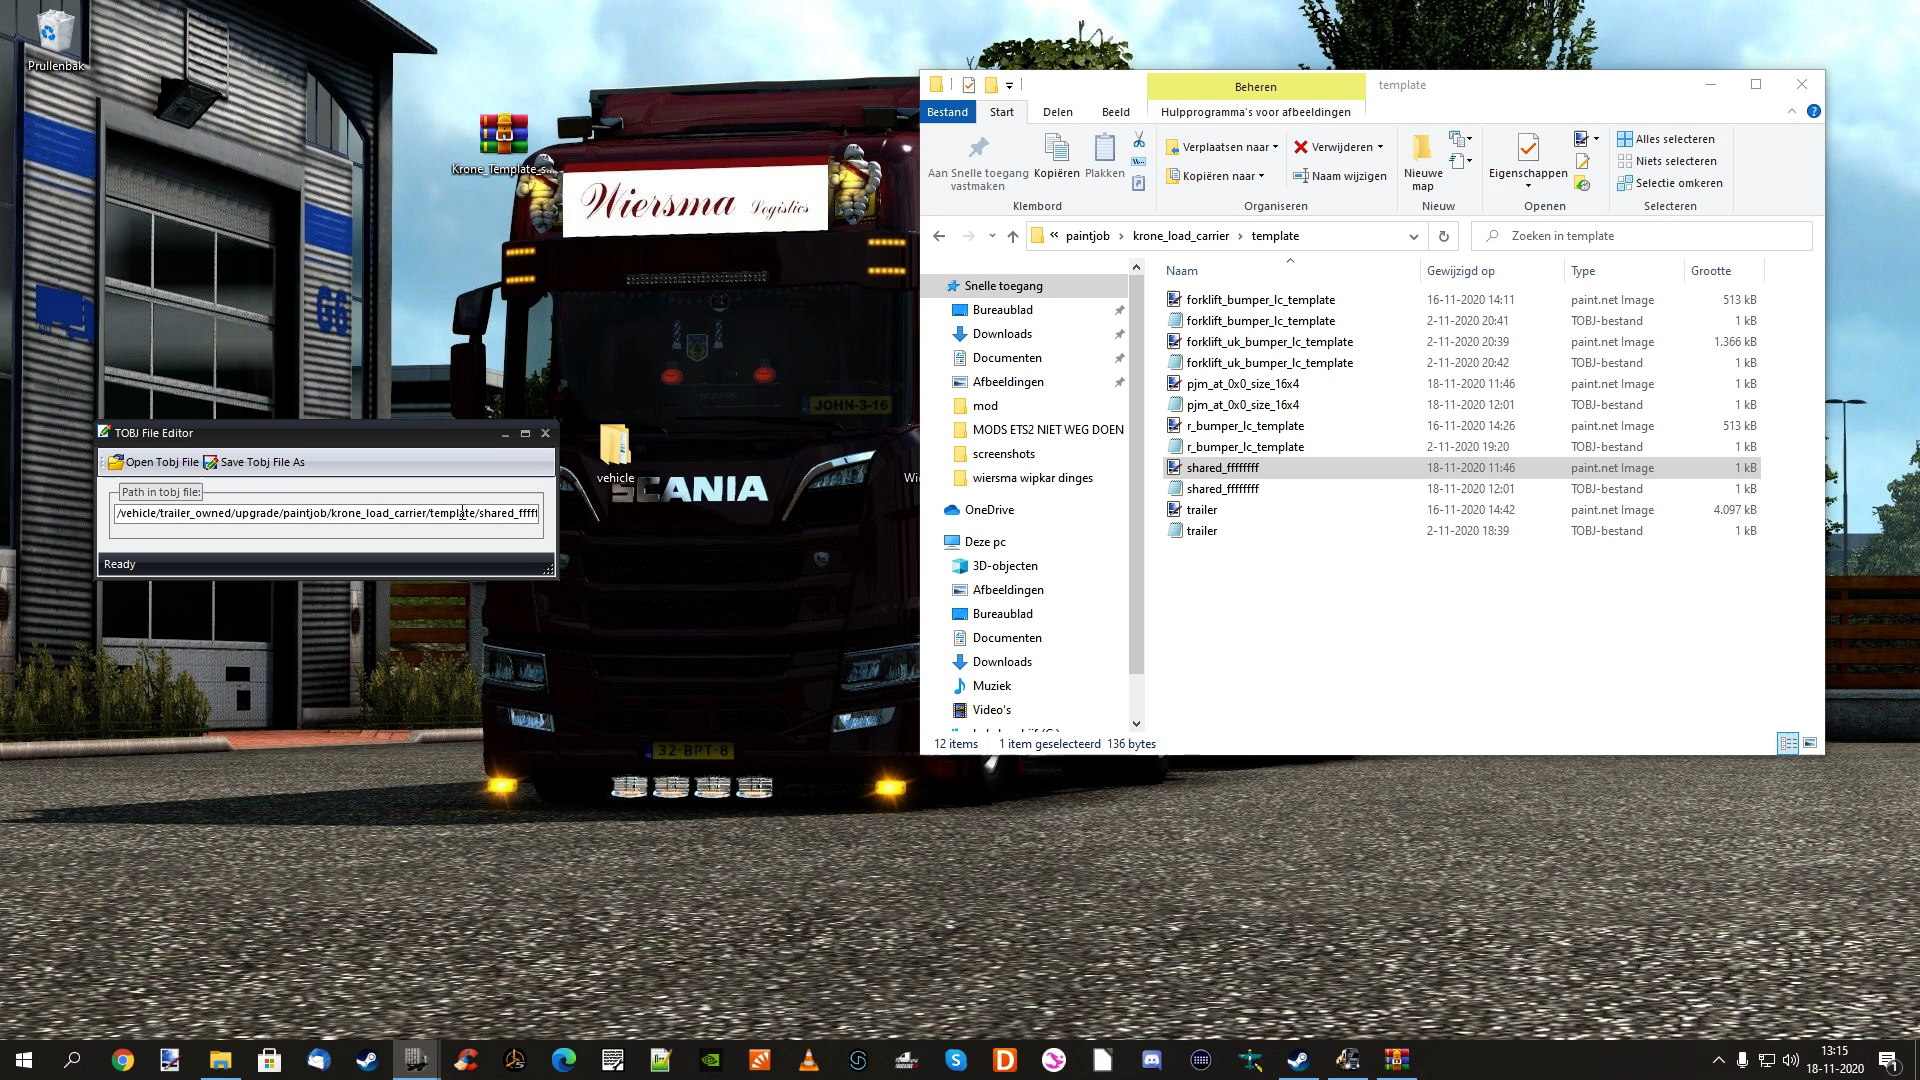 Prullenbak
Krone_Template_s...
Wiersma Logistics
G6
JOHN-3-16
vehicle
SCANIA
32-BPT-8
TOBJ File Editor
Open Tobj File
Save Tobj File As
Path in tobj file:
/vehicle/trailer_owned/upgrade/paintjob/krone_load_carrier/template/shared_fffff
Ready
Beheren
template
Bestand
Start
Delen
Beeld
Hulpprogramma's voor afbeeldingen
Aan Snelle toegang vastmaken
Kopiëren
Plakken
Klembord
Verplaatsen naar
Kopiëren naar
Verwijderen
Naam wijzigen
Organiseren
Nieuwe map
Nieuw
Eigenschappen
Openen
Alles selecteren
Niets selecteren
Selectie omkeren
Selecteren
« paintjob › krone_load_carrier › template
Zoeken in template
Snelle toegang
Bureaublad
Downloads
Documenten
Afbeeldingen
mod
MODS ETS2 NIET WEG DOEN
screenshots
wiersma wipkar dinges
OneDrive
Deze pc
3D-objecten
Afbeeldingen
Bureaublad
Documenten
Downloads
Muziek
Video's
Naam Gewijzigd op Type Grootte
forklift_bumper_lc_template 16-11-2020 14:11 paint.net Image 513 kB
forklift_bumper_lc_template 2-11-2020 20:41 TOBJ-bestand 1 kB
forklift_uk_bumper_lc_template 2-11-2020 20:39 paint.net Image 1.366 kB
forklift_uk_bumper_lc_template 2-11-2020 20:42 TOBJ-bestand 1 kB
pjm_at_0x0_size_16x4 18-11-2020 11:46 paint.net Image 1 kB
pjm_at_0x0_size_16x4 18-11-2020 12:01 TOBJ-bestand 1 kB
r_bumper_lc_template 16-11-2020 14:26 paint.net Image 513 kB
r_bumper_lc_template 2-11-2020 19:20 TOBJ-bestand 1 kB
shared_ffffffff 18-11-2020 11:46 paint.net Image 1 kB
shared_ffffffff 18-11-2020 12:01 TOBJ-bestand 1 kB
trailer 16-11-2020 14:42 paint.net Image 4.097 kB
trailer 2-11-2020 18:39 TOBJ-bestand 1 kB
12 items 1 item geselecteerd 136 bytes
13:15
18-11-2020